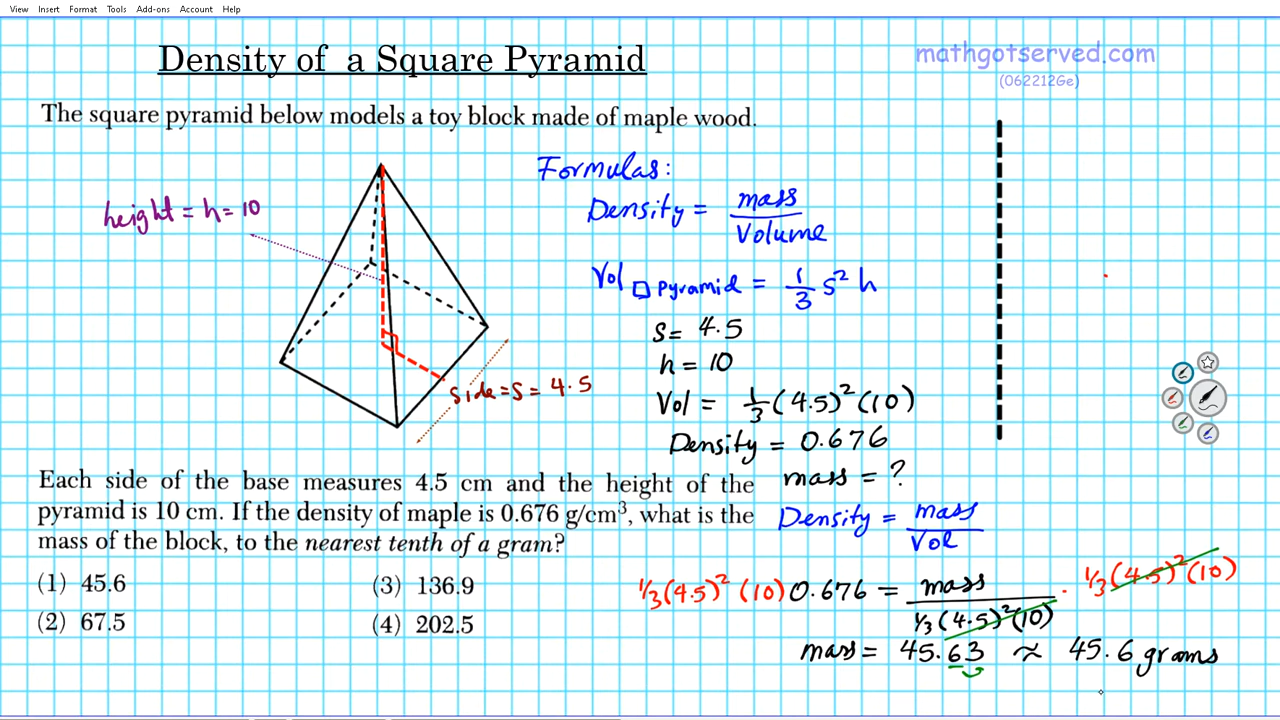 View Insert Format Tools Add-ons Account Help
Density of a Square Pyramid
mathgotserved.com
(062212Ge)
The square pyramid below models a toy block made of maple wood.
height = h = 10
side = s = 4.5
Formulas:
Density = mass / Volume
Vol □ pyramid = 1/3 s² h
s = 4.5
h = 10
Vol = 1/3 (4.5)² (10)
Density = 0.676
mass = ?
Density = mass / Vol
Each side of the base measures 4.5 cm and the height of the
pyramid is 10 cm. If the density of maple is 0.676 g/cm³, what is the
mass of the block, to the nearest tenth of a gram?
(1) 45.6
(2) 67.5
(3) 136.9
(4) 202.5
1/3 (4.5)² (10) 0.676 = mass / 1/3 (4.5)² (10) · 1/3 (4.5)² (10)
mass = 45.63 ≈ 45.6 grams